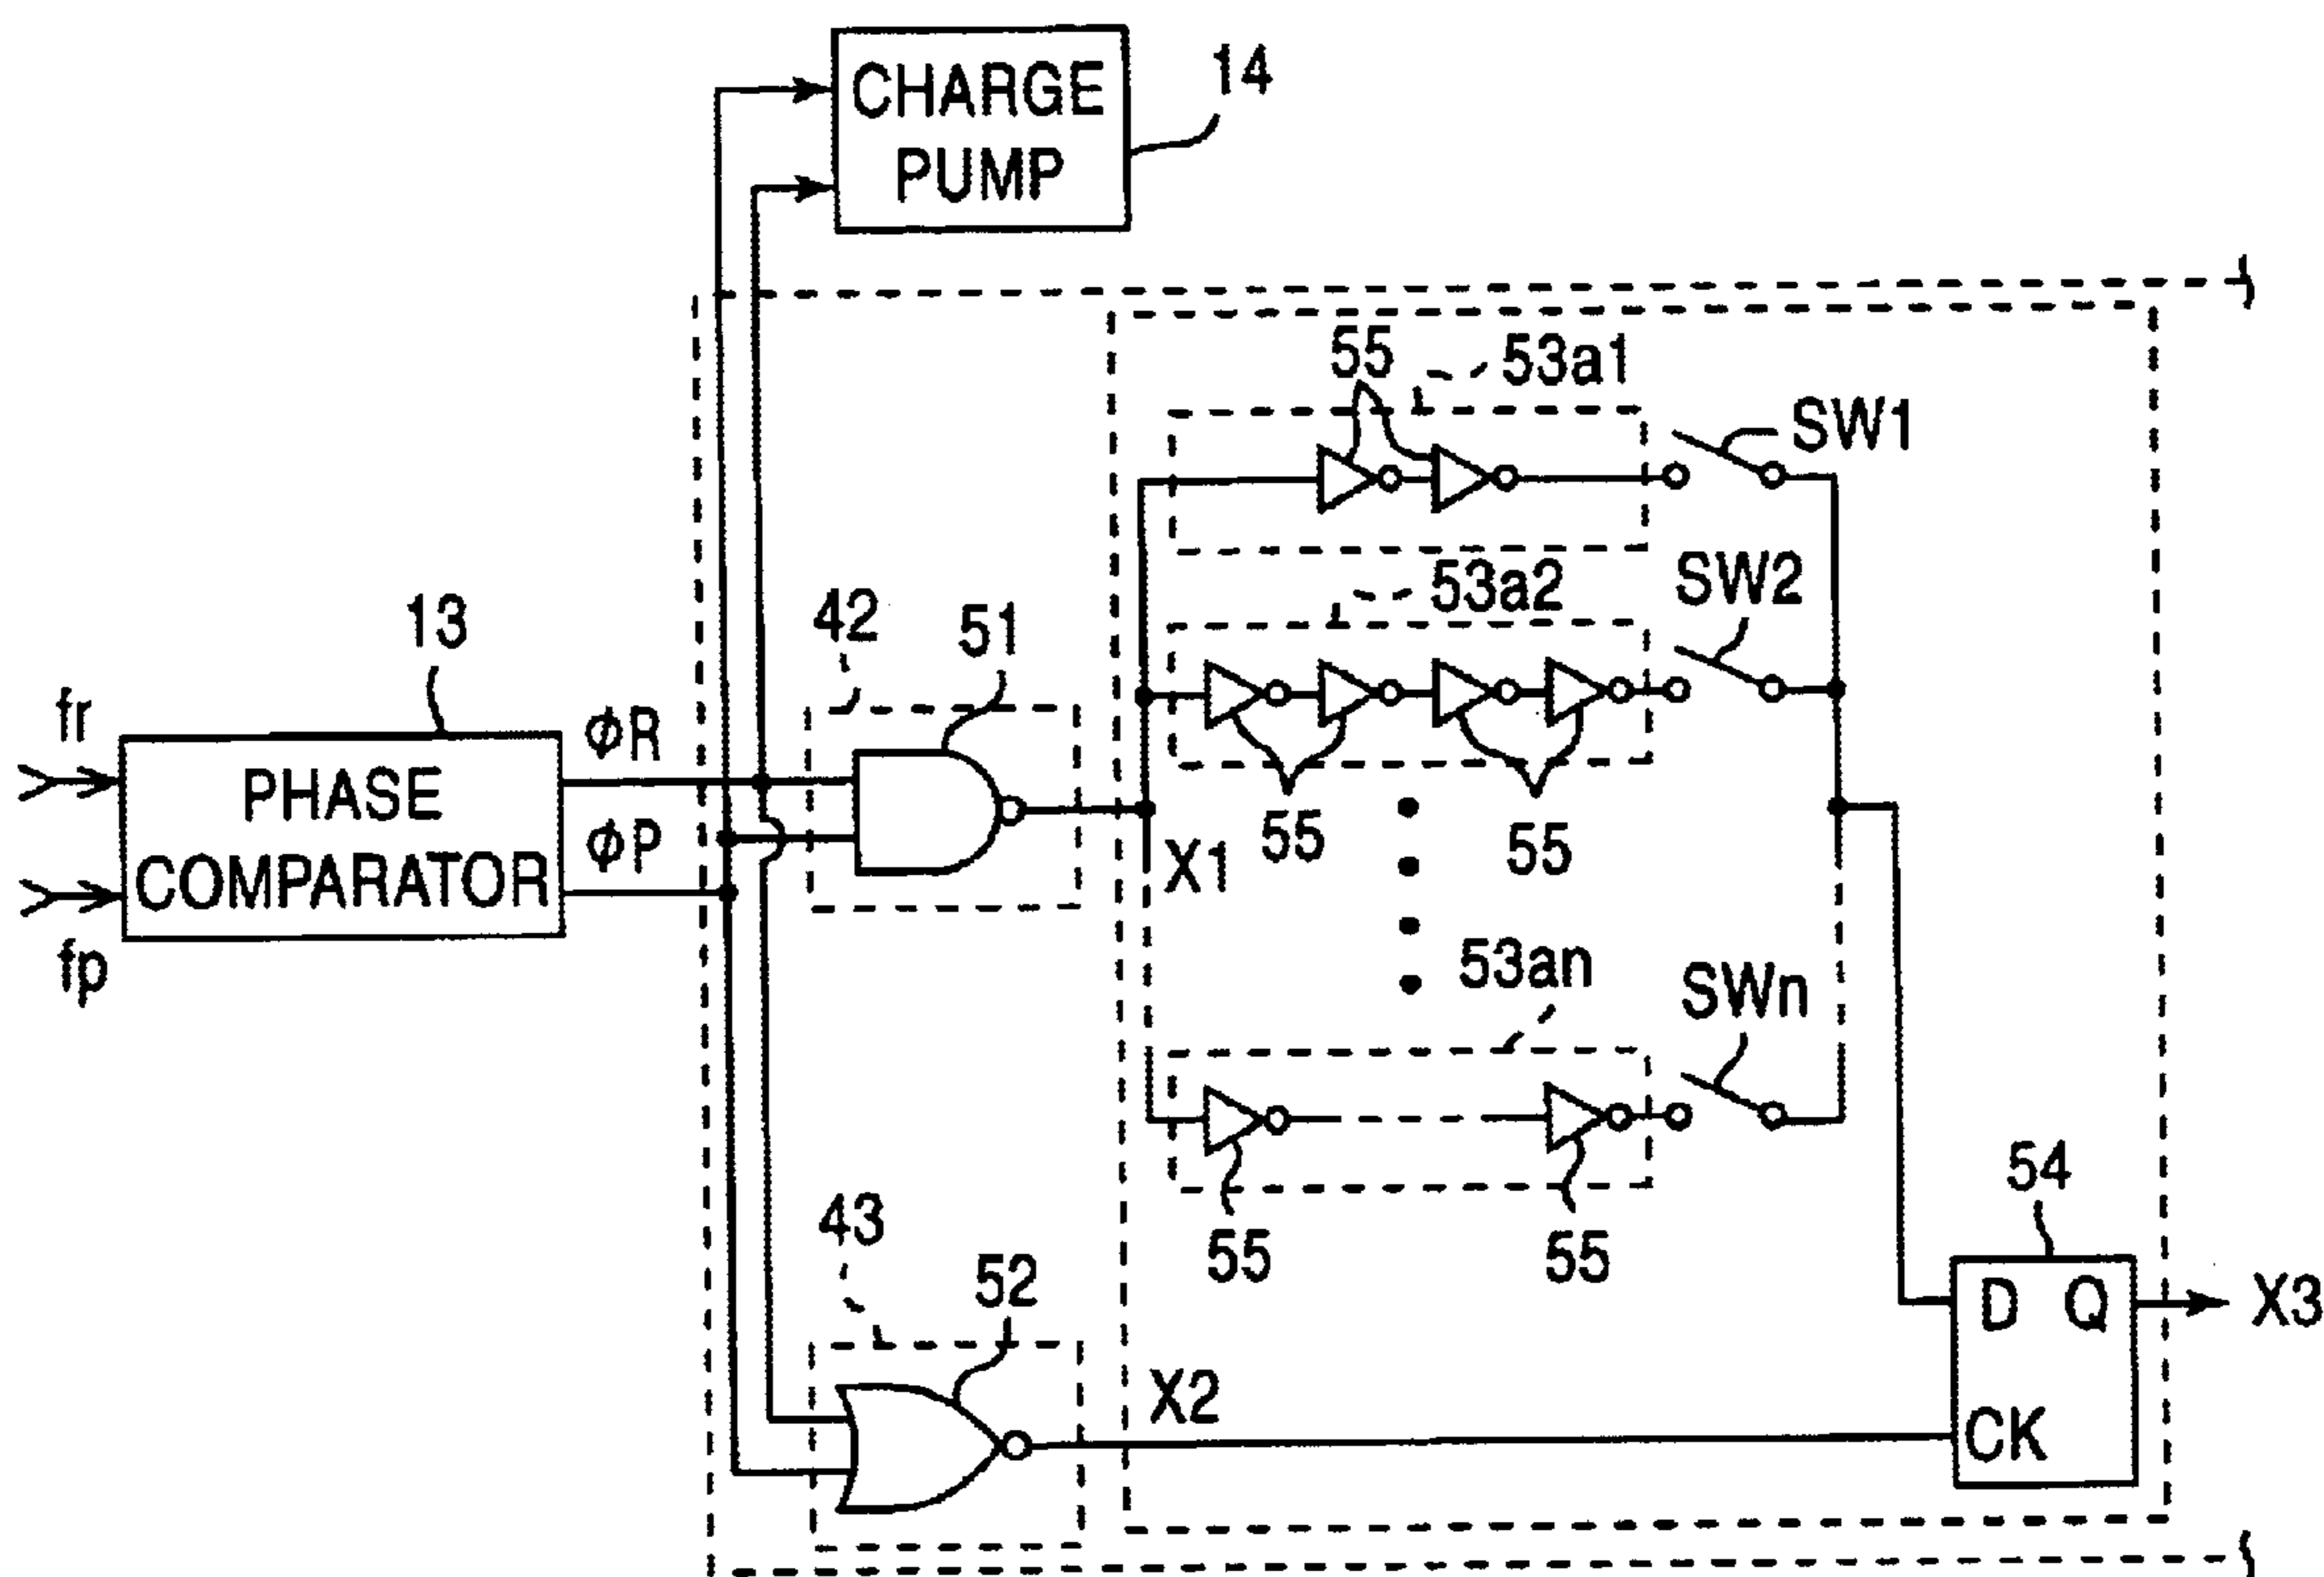 CHARGE
PUMP
14
55
53a1
SW1
53a2
SW2
42
51
13
fr
ϕR
PHASE
COMPARATOR
ϕP
fp
X1
55
55
53an
SWn
55
55
43
52
54
D Q
X3
X2
CK